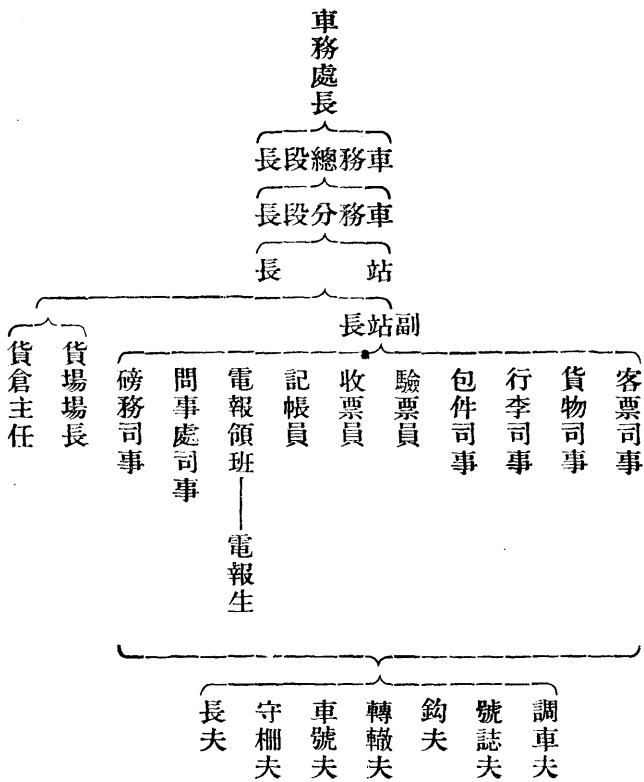 車務處長
車務總段長
車務分段長
站長
副站長
客票司事
貨物司事
行李司事
包件司事
驗票員
收票員
記帳員
電報領班
電報生
問事處司事
磅務司事
貨場場長
貨倉主任
調車夫
號誌夫
鈎夫
轉轍夫
車號夫
守柵夫
長夫